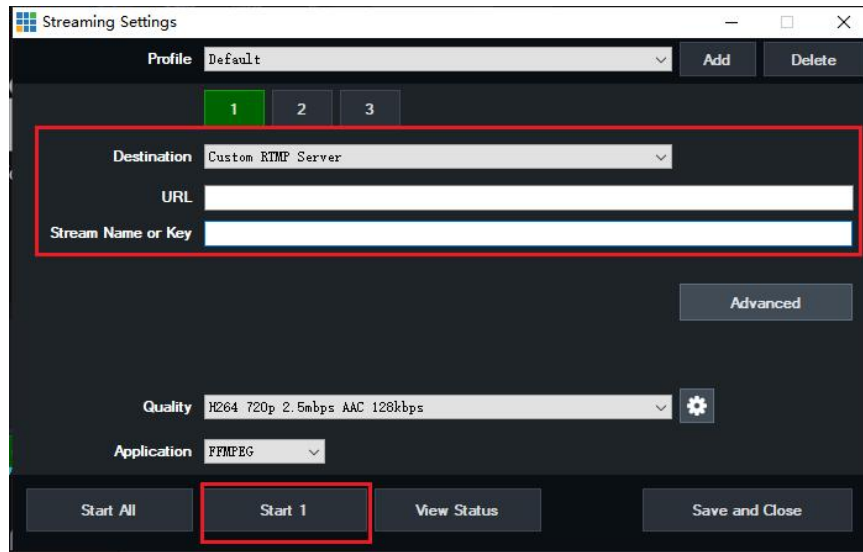 Streaming Settings
Profile Default Add Delete
1 2 3
Destination Custom RTMP Server
URL
Stream Name or Key
Advanced
Quality H264 720p 2.5mbps AAC 128kbps
Application FFMPEG
Start All Start 1 View Status Save and Close